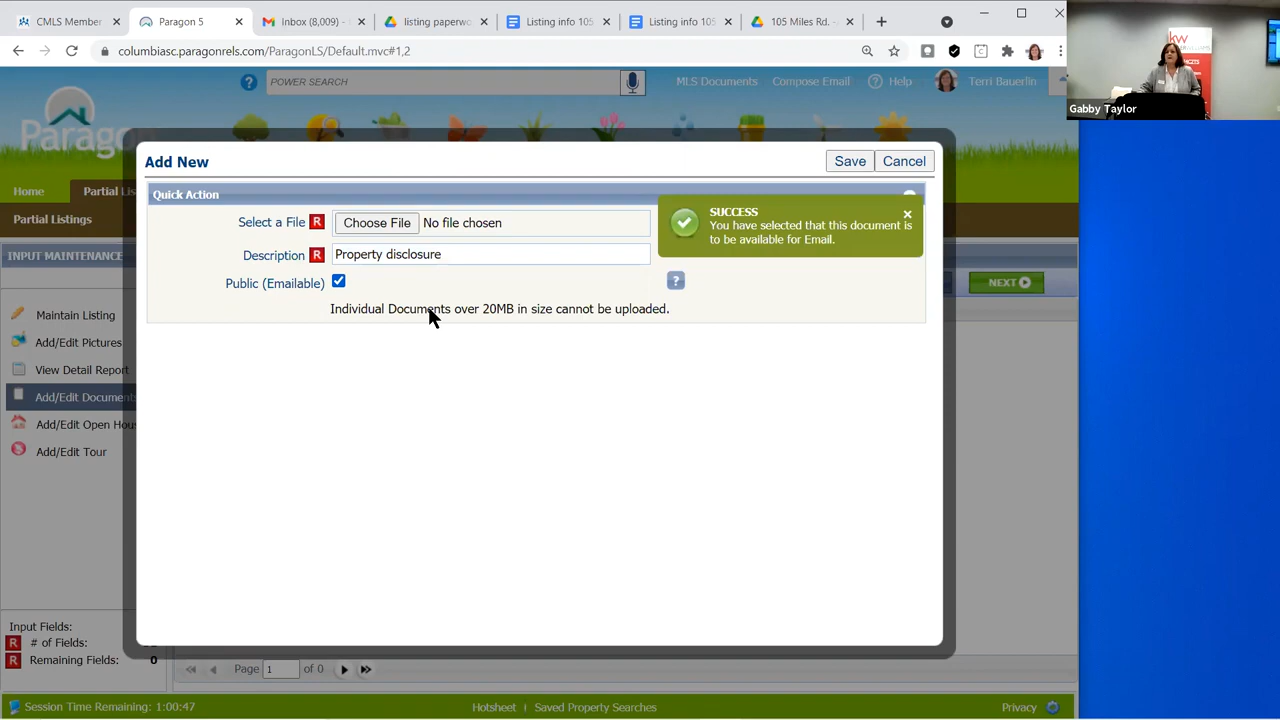 CMLS Member
Paragon 5
Inbox (8,009)
listing paperwo
Listing info 105
Listing info 105
105 Miles Rd. -
columbiasc.paragonrels.com/ParagonLS/Default.mvc#1,2
POWER SEARCH
MLS Documents
Compose Email
Help
Terri Bauerlin
Gabby Taylor
kw
Paragon
Home
Partial Lis
Partial Listings
INPUT MAINTENANCE
Maintain Listing
Add/Edit Pictures
View Detail Report
Add/Edit Documen
Add/Edit Open Hous
Add/Edit Tour
NEXT
Add New
Save
Cancel
Quick Action
Select a File R
Choose File
No file chosen
Description R
Property disclosure
Public (Emailable)
?
Individual Documents over 20MB in size cannot be uploaded.
SUCCESS
You have selected that this document is
to be available for Email.
Input Fields:
R # of Fields:
R Remaining Fields: 0
Page 1 of 0
Session Time Remaining: 1:00:47
Hotsheet
Saved Property Searches
Privacy